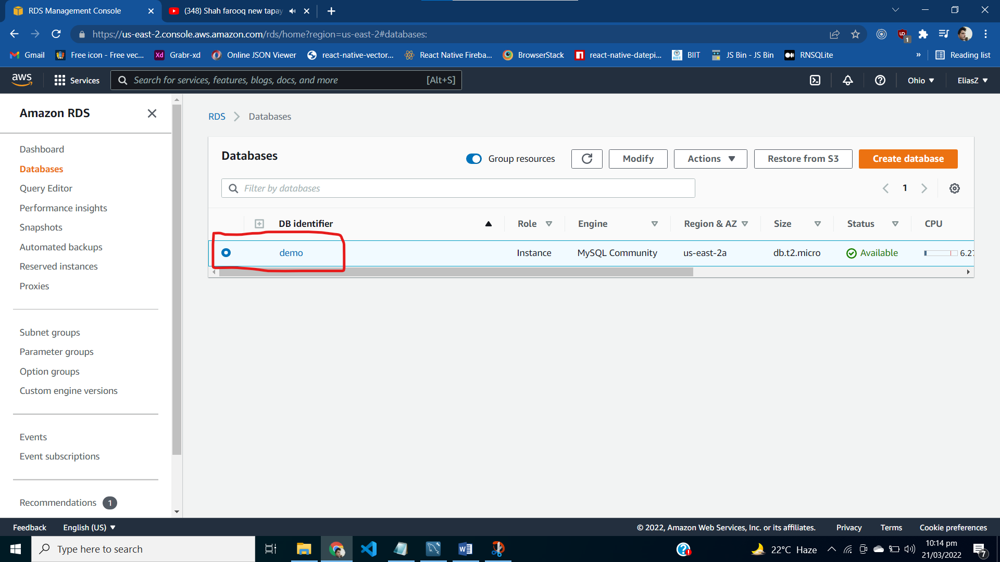 RDS Management Console
(348) Shah farooq new tapay
https://us-east-2.console.aws.amazon.com/rds/home?region=us-east-2#databases:
1
Gmail
Free icon - Free vec...
Xd
Grabr-xd
Online JSON Viewer
react-native-vector...
React Native Fireba...
BrowserStack
react-native-datepi...
BIIT
JS Bin - JS Bin
RNSQLite
»
Reading list
aws
Services
Search for services, features, blogs, docs, and more
[Alt+S]
Ohio
EliasZ
Amazon RDS
Dashboard
Databases
Query Editor
Performance insights
Snapshots
Automated backups
Reserved instances
Proxies
Subnet groups
Parameter groups
Option groups
Custom engine versions
Events
Event subscriptions
Recommendations 1
RDS
Databases
Databases
Group resources
Modify
Actions
Restore from S3
Create database
Filter by databases
1
DB identifier
Role
Engine
Region & AZ
Size
Status
CPU
demo
Instance
MySQL Community
us-east-2a
db.t2.micro
Available
6.27
Feedback
English (US)
© 2022, Amazon Web Services, Inc. or its affiliates.
Privacy
Terms
Cookie preferences
Type here to search
22°C Haze
10:14 pm
21/03/2022
7